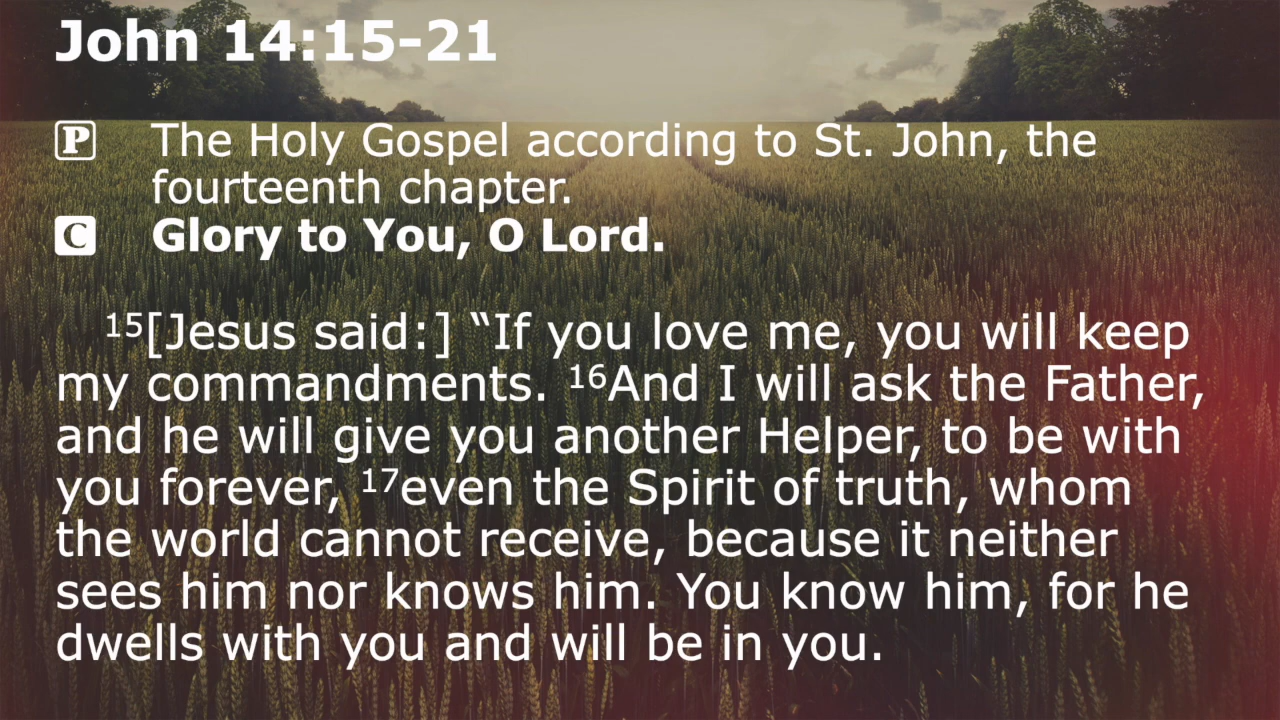 John 14:15-21
P The Holy Gospel according to St. John, the
fourteenth chapter.
C Glory to You, O Lord.
15[Jesus said:] “If you love me, you will keep
my commandments. 16And I will ask the Father,
and he will give you another Helper, to be with
you forever, 17even the Spirit of truth, whom
the world cannot receive, because it neither
sees him nor knows him. You know him, for he
dwells with you and will be in you.